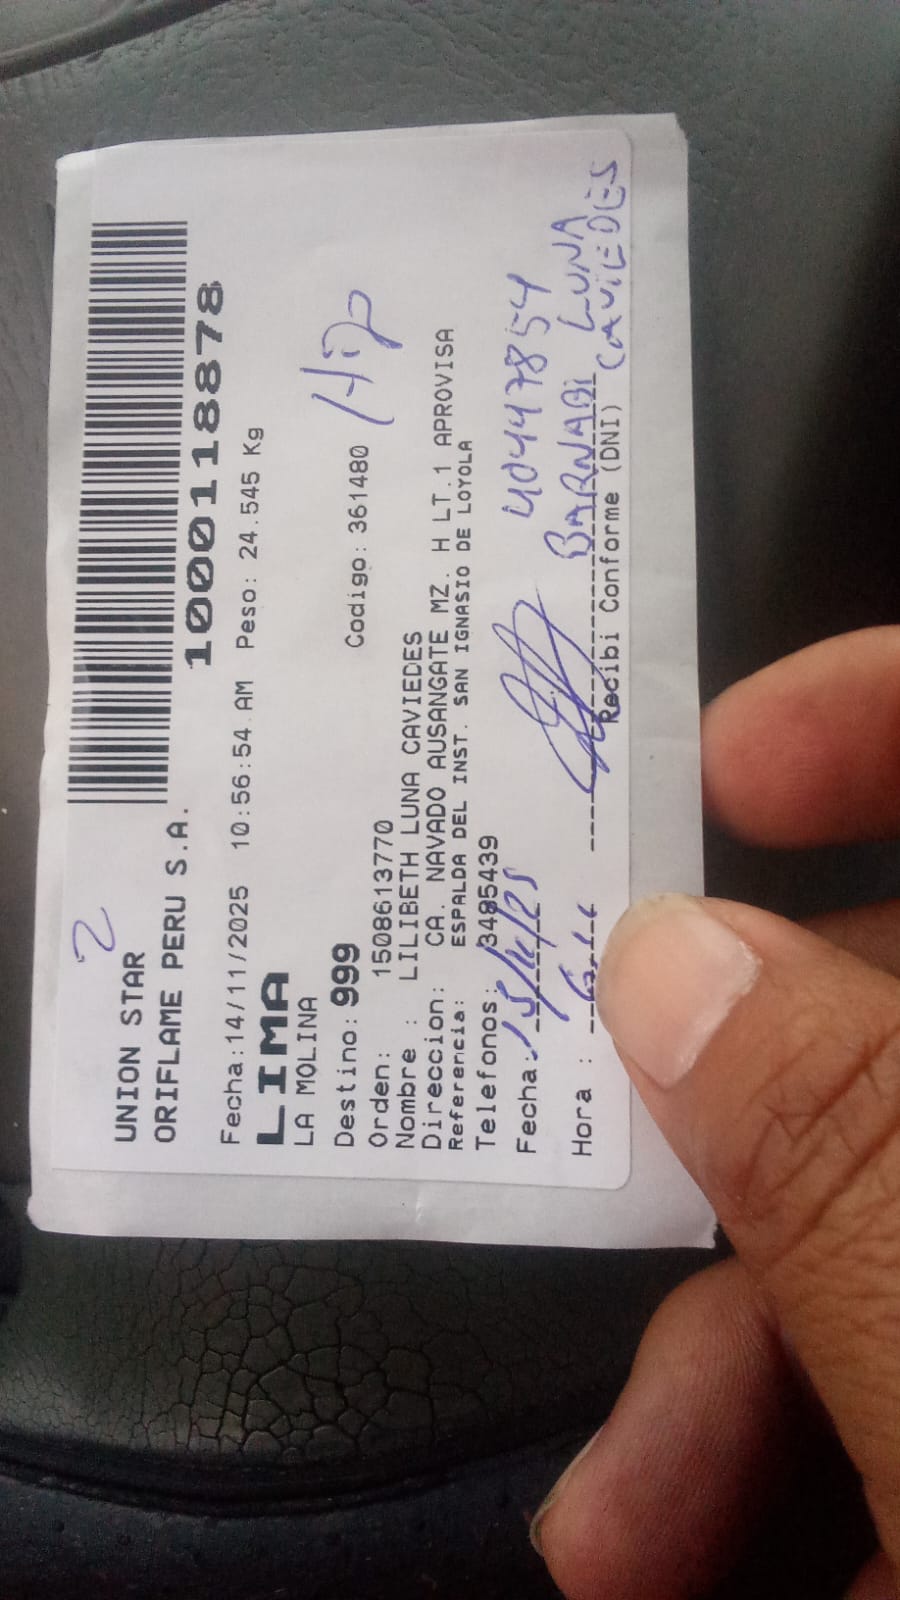 2
UNION STAR
ORIFLAME PERU S.A.
1000118878
Fecha:14/11/2025 10:56:54 AM Peso: 24.545 Kg
LIMA
LA MOLINA
Hijo
Destino: 999
Codigo: 361480
Orden: 1508613770
Nombre : LILIBETH LUNA CAVIEDES
Direccion: CA. NAVADO AUSANGATE MZ. H LT.1 APROVISA
Referencia: ESPALDA DEL INST. SAN IGNASIO DE LOYOLA
Telefonos: 3495439
40447854
Fecha: 15/11/25
BARNABI LUNA
CAVIEDES
Hora :
Recibi Conforme (DNI)